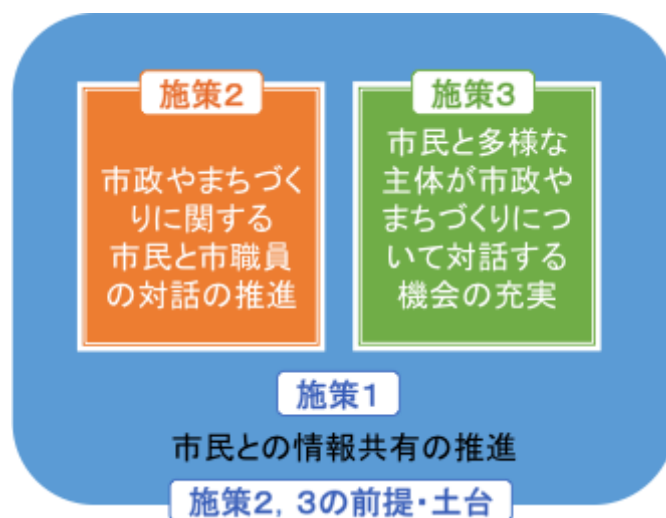 施策2
市政やまちづく
りに関する
市民と市職員
の対話の推進
施策3
市民と多様な
主体が市政や
まちづくりにつ
いて対話する
機会の充実
施策1
市民との情報共有の推進
施策2，3の前提・土台